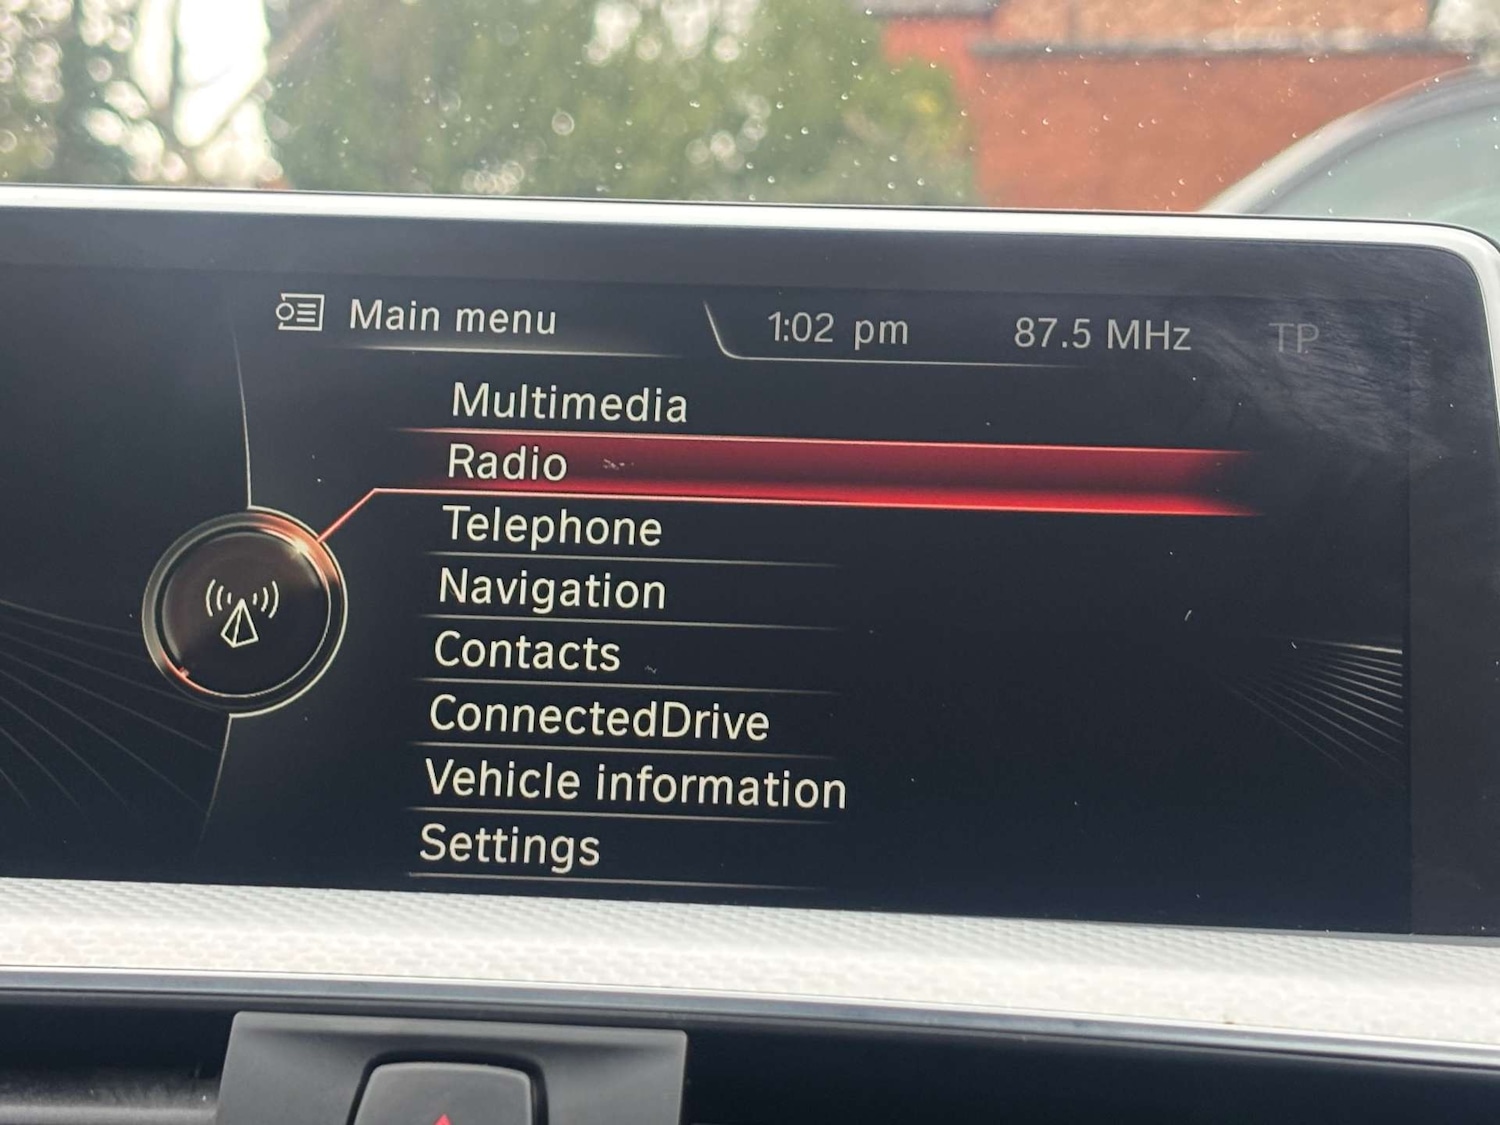 Main menu
1:02 pm
87.5 MHz
TP
Multimedia
Radio
Telephone
Navigation
Contacts
ConnectedDrive
Vehicle information
Settings